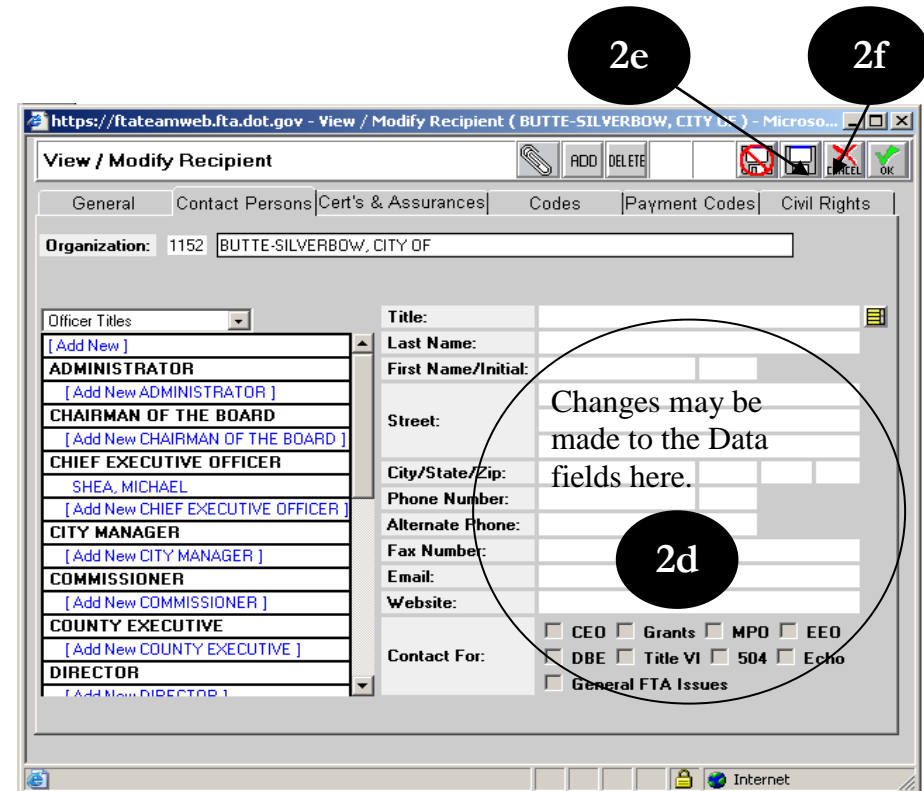 2e 2f
https://ftateamweb.fta.dot.gov - View / Modify Recipient ( BUTTE-SILVERBOW, CITY OF ) - Microso...
View / Modify Recipient ADD DELETE CANCEL OK
General Contact Persons Cert's & Assurances Codes Payment Codes Civil Rights
Organization: 1152 BUTTE-SILVERBOW, CITY OF
Officer Titles
[ Add New ]
ADMINISTRATOR
[ Add New ADMINISTRATOR ]
CHAIRMAN OF THE BOARD
[ Add New CHAIRMAN OF THE BOARD ]
CHIEF EXECUTIVE OFFICER
SHEA, MICHAEL
[ Add New CHIEF EXECUTIVE OFFICER ]
CITY MANAGER
[ Add New CITY MANAGER ]
COMMISSIONER
[ Add New COMMISSIONER ]
COUNTY EXECUTIVE
[ Add New COUNTY EXECUTIVE ]
DIRECTOR
[ Add New DIRECTOR ]
Title:
Last Name:
First Name/Initial:
Street:
City/State/Zip:
Phone Number:
Alternate Phone:
Fax Number:
Email:
Website:
Contact For:
Changes may be
made to the Data
fields here.
2d
CEO Grants MPO EEO
DBE Title VI 504 Echo
General FTA Issues
Internet